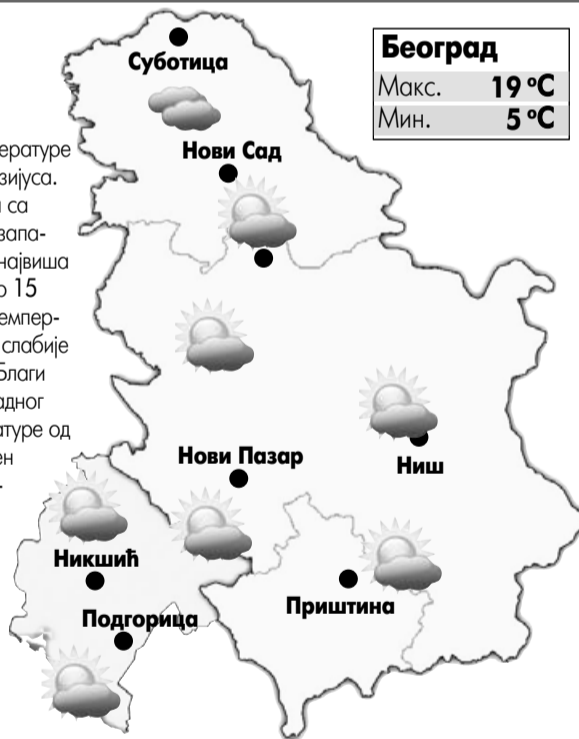 Београд
Макс. 19 °C
Мин. 5 °C
Суботица
Нови Сад
Нови Пазар
Ниш
Никшић
Приштина
Подгорица
ературе
зијуса.
са
запа-
највиша
о 15
емпер-
слабије
Благи
адног
атуре од
ен